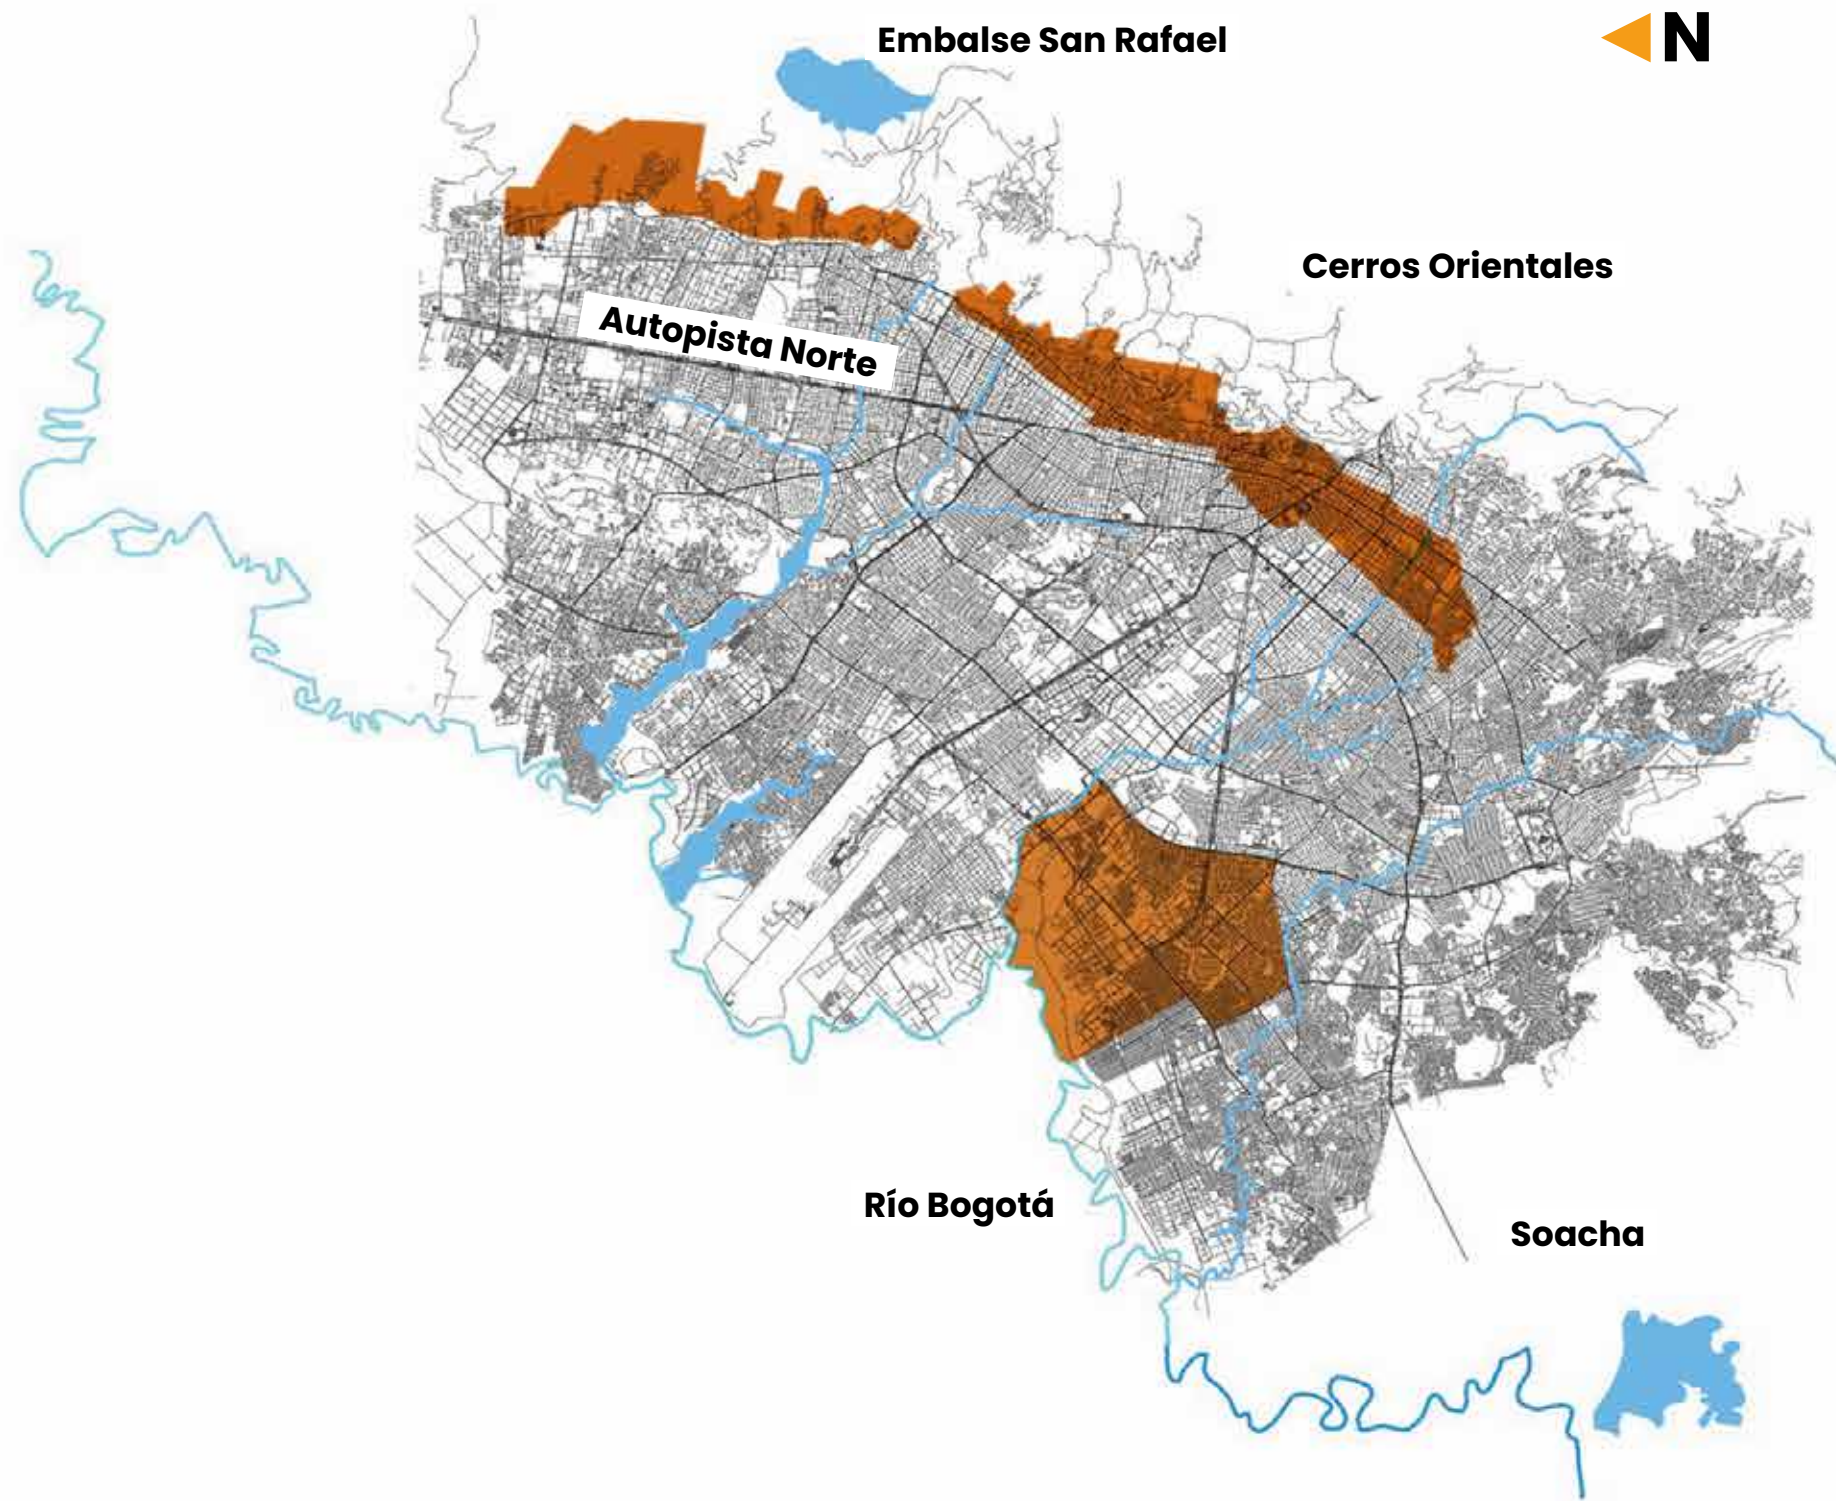 Embalse San Rafael
N
Cerros Orientales
Autopista Norte
Río Bogotá
Soacha